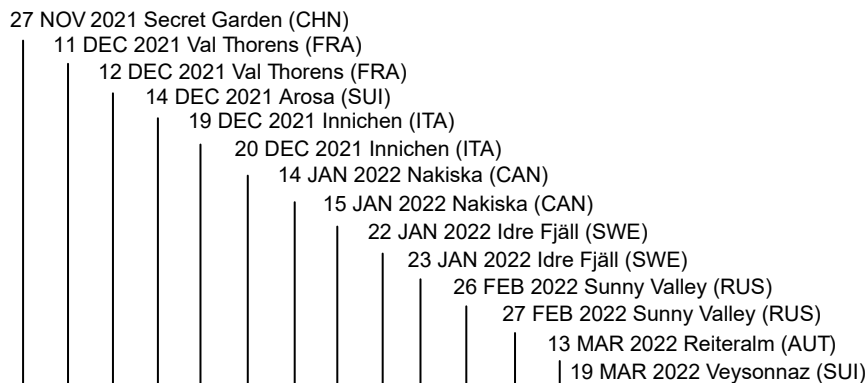 27 NOV 2021 Secret Garden (CHN)
11 DEC 2021 Val Thorens (FRA)
12 DEC 2021 Val Thorens (FRA)
14 DEC 2021 Arosa (SUI)
19 DEC 2021 Innichen (ITA)
20 DEC 2021 Innichen (ITA)
14 JAN 2022 Nakiska (CAN)
15 JAN 2022 Nakiska (CAN)
22 JAN 2022 Idre Fjäll (SWE)
23 JAN 2022 Idre Fjäll (SWE)
26 FEB 2022 Sunny Valley (RUS)
27 FEB 2022 Sunny Valley (RUS)
13 MAR 2022 Reiteralm (AUT)
19 MAR 2022 Veysonnaz (SUI)